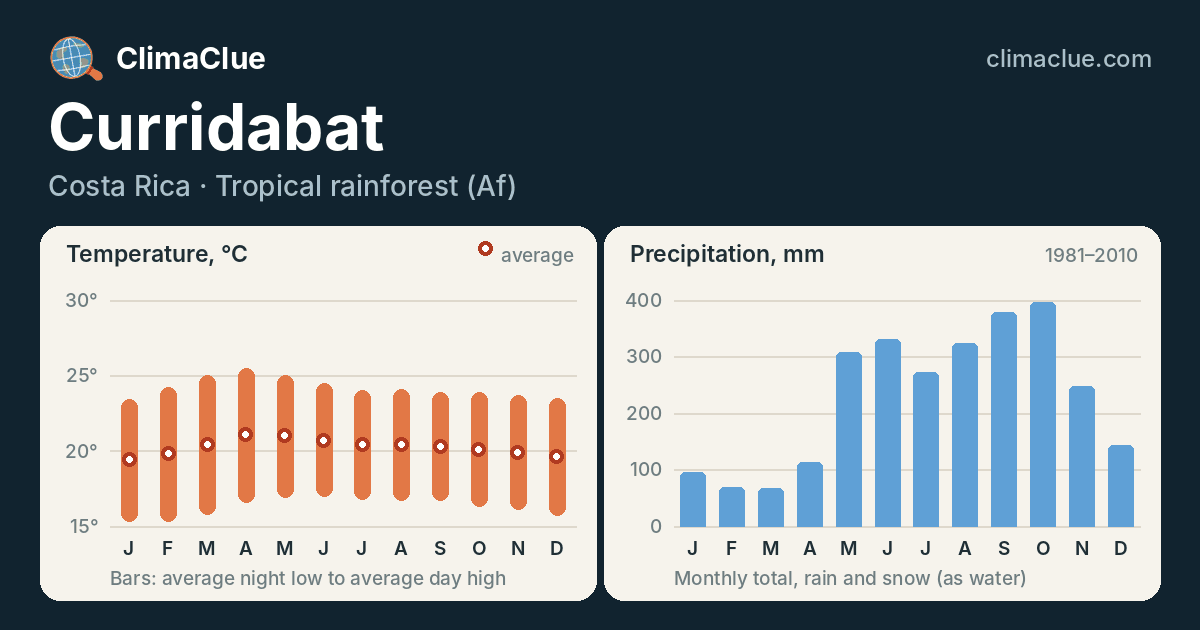 ClimaClue
climaclue.com
Curridabat
Costa Rica · Tropical rainforest (Af)
Temperature, °C
average
30°
25°
20°
15°
J F M A M J J A S O N D
Bars: average night low to average day high
Precipitation, mm
1981–2010
400
300
200
100
0
J F M A M J J A S O N D
Monthly total, rain and snow (as water)